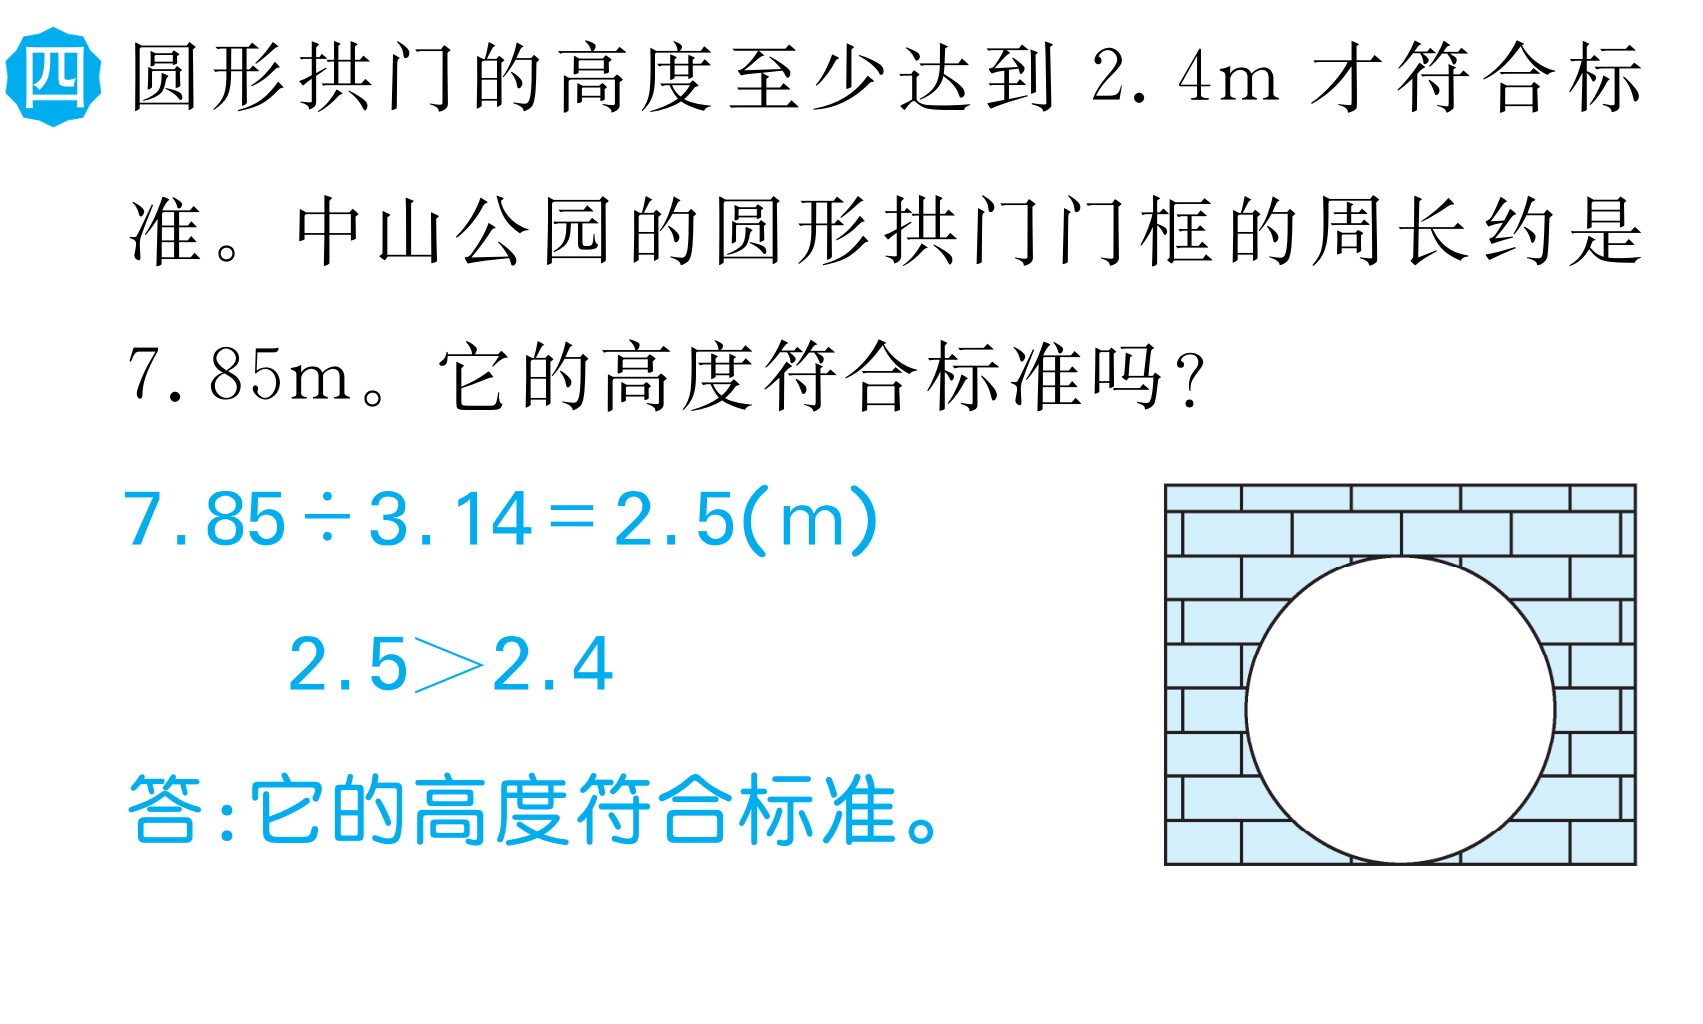 四 圆形拱门的高度至少达到 2.4m 才符合标
准。中山公园的圆形拱门门框的周长约是
7.85m。它的高度符合标准吗?
7.85÷3.14=2.5(m)
2.5>2.4
答:它的高度符合标准。